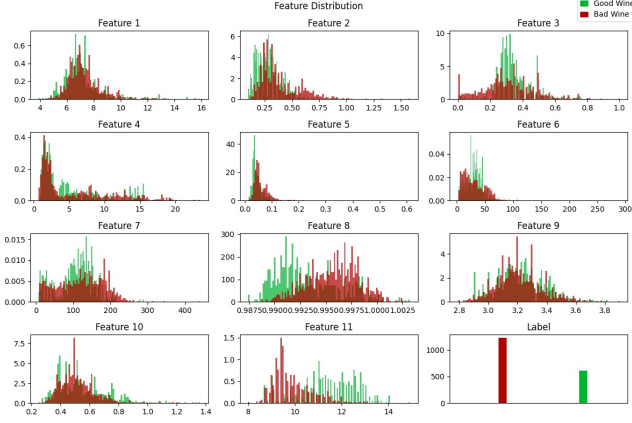 Feature Distribution
Good Wine
Bad Wine
Feature 1
Feature 2
Feature 3
0.6
0.4
0.2
0.0
4 6 8 10 12 14 16
6
4
2
0
0.25 0.50 0.75 1.00 1.25 1.50
10
5
0
0.0 0.2 0.4 0.6 0.8 1.0
Feature 4
Feature 5
Feature 6
0.4
0.2
0.0
0 5 10 15 20
40
20
0
0.0 0.1 0.2 0.3 0.4 0.5 0.6
0.04
0.02
0.00
0 50 100 150 200 250 300
Feature 7
Feature 8
Feature 9
0.015
0.010
0.005
0.000
0 100 200 300 400
300
200
100
0
0.98750.99000.99250.99500.99751.00001.0025
4
2
0
2.8 3.0 3.2 3.4 3.6 3.8
Feature 10
Feature 11
Label
7.5
5.0
2.5
0.0
0.2 0.4 0.6 0.8 1.0 1.2 1.4
1.5
1.0
0.5
0.0
8 10 12 14
1000
500
0